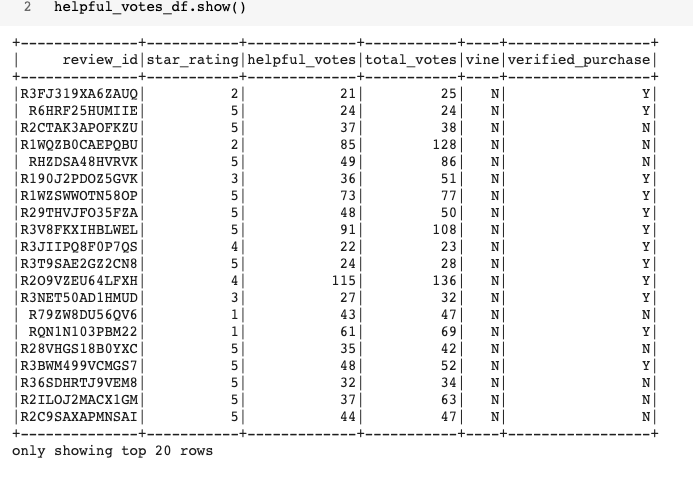 2 helpful_votes_df.show()
+--------------+-----------+-------------+-----------+----+-----------------+
|     review_id|star_rating|helpful_votes|total_votes|vine|verified_purchase|
+--------------+-----------+-------------+-----------+----+-----------------+
|R3FJ319XA6ZAUQ|          2|           21|         25|   N|                Y|
| R6HRF25HUMIIE|          5|           24|         24|   N|                Y|
|R2CTAK3APOFKZU|          5|           37|         38|   N|                N|
|R1WQZB0CAEPQBU|          2|           85|        128|   N|                N|
| RHZDSA48HVRVK|          5|           49|         86|   N|                N|
|R190J2PDOZ5GVK|          3|           36|         51|   N|                Y|
|R1WZSWWOTN58OP|          5|           73|         77|   N|                Y|
|R29THVJFO35FZA|          5|           48|         50|   N|                Y|
|R3V8FKXIHBLWEL|          5|           91|        108|   N|                Y|
|R3JIIPQ8F0P7QS|          4|           22|         23|   N|                Y|
|R3T9SAE2GZ2CN8|          5|           24|         28|   N|                Y|
|R2O9VZEU64LFXH|          4|          115|        136|   N|                Y|
|R3NET50AD1HMUD|          3|           27|         32|   N|                Y|
| R79ZW8DU56QV6|          1|           43|         47|   N|                N|
| RQN1N103PBM22|          1|           61|         69|   N|                Y|
|R28VHGS18B0YXC|          5|           35|         42|   N|                N|
|R3BWM499VCMGS7|          5|           48|         52|   N|                Y|
|R36SDHRTJ9VEM8|          5|           32|         34|   N|                N|
|R2ILOJ2MACX1GM|          5|           37|         63|   N|                N|
|R2C9SAXAPMNSAI|          5|           44|         47|   N|                N|
+--------------+-----------+-------------+-----------+----+-----------------+
only showing top 20 rows